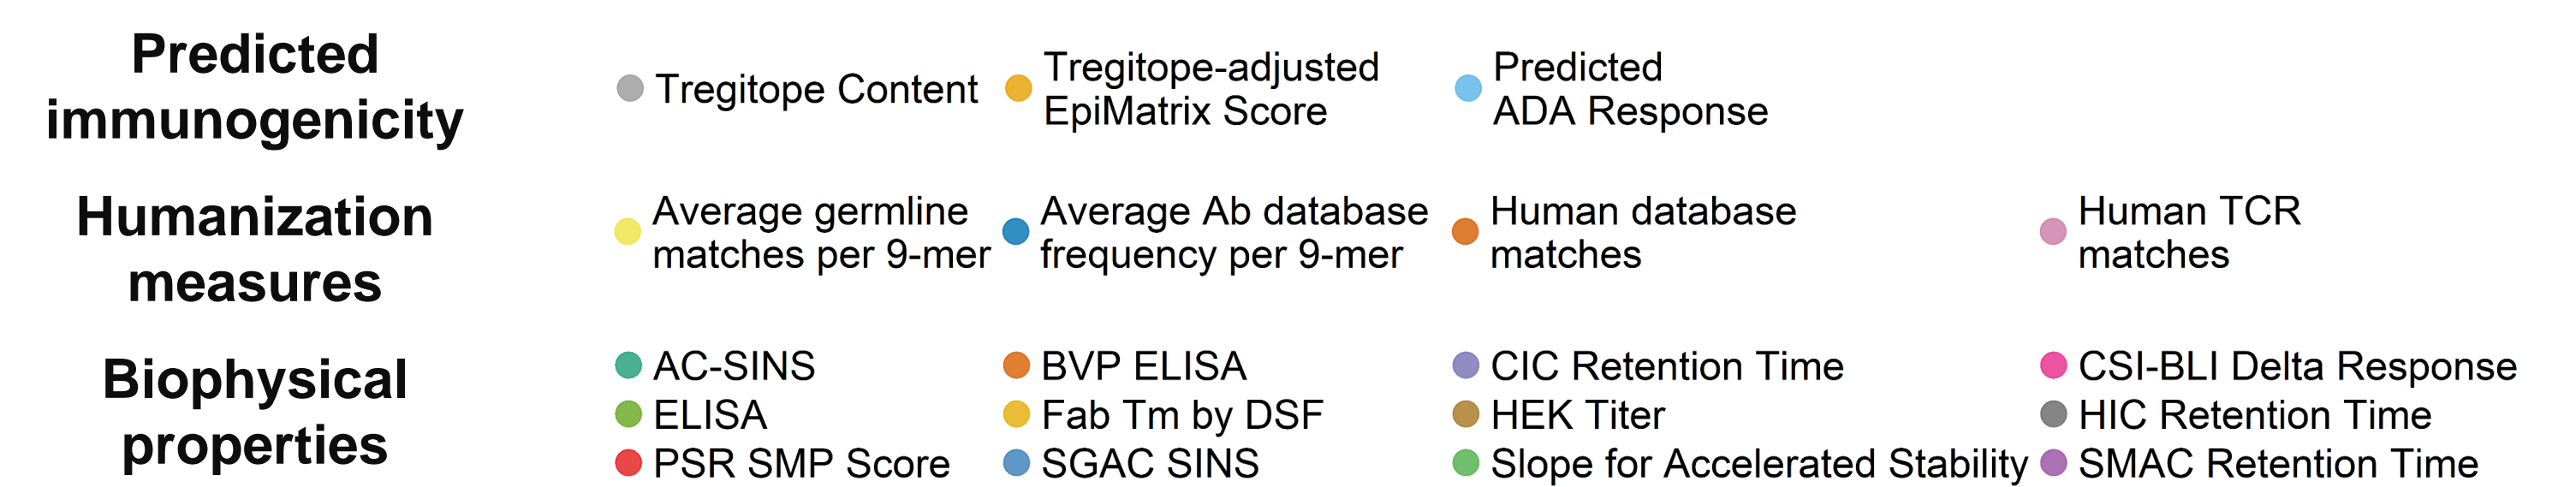 Predicted
immunogenicity
Tregitope Content
Tregitope-adjusted
EpiMatrix Score
Predicted
ADA Response
Humanization
measures
Average germline
matches per 9-mer
Average Ab database
frequency per 9-mer
Human database
matches
Human TCR
matches
Biophysical
properties
AC-SINS
BVP ELISA
CIC Retention Time
CSI-BLI Delta Response
ELISA
Fab Tm by DSF
HEK Titer
HIC Retention Time
PSR SMP Score
SGAC SINS
Slope for Accelerated Stability
SMAC Retention Time